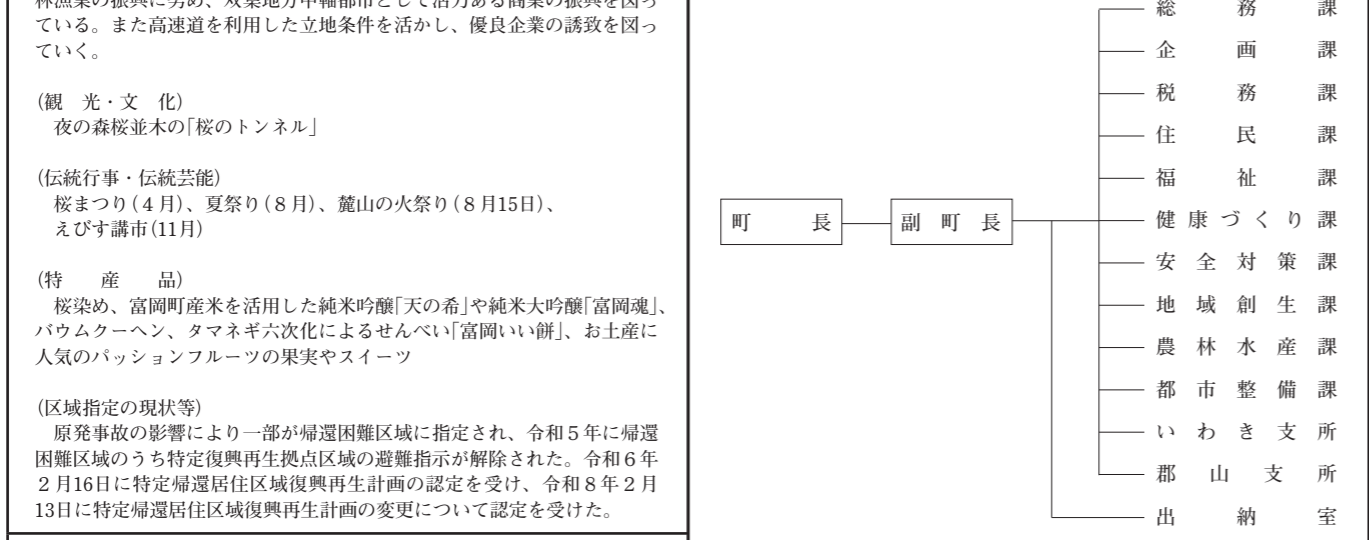 林漁業の振興に努め、双葉地方中軸都市として活力ある商業の振興を図っ
ている。また高速道を利用した立地条件を活かし、優良企業の誘致を図っ
ていく。
(観　光・文　化)
夜の森桜並木の「桜のトンネル」
(伝統行事・伝統芸能)
桜まつり(4月)、夏祭り(8月)、麓山の火祭り(8月15日)、
えびす講市(11月)
(特　産　品)
桜染め、富岡町産米を活用した純米吟醸「天の希」や純米大吟醸「富岡魂」、
バウムクーヘン、タマネギ六次化によるせんべい「富岡いい餅」、お土産に
人気のパッションフルーツの果実やスイーツ
(区域指定の現状等)
原発事故の影響により一部が帰還困難区域に指定され、令和5年に帰還
困難区域のうち特定復興再生拠点区域の避難指示が解除された。令和6年
2月16日に特定帰還居住区域復興再生計画の認定を受け、令和8年2月
13日に特定帰還居住区域復興再生計画の変更について認定を受けた。
町長
副町長
総務課
企画課
税務課
住民課
福祉課
健康づくり課
安全対策課
地域創生課
農林水産課
都市整備課
いわき支所
郡山支所
出納室